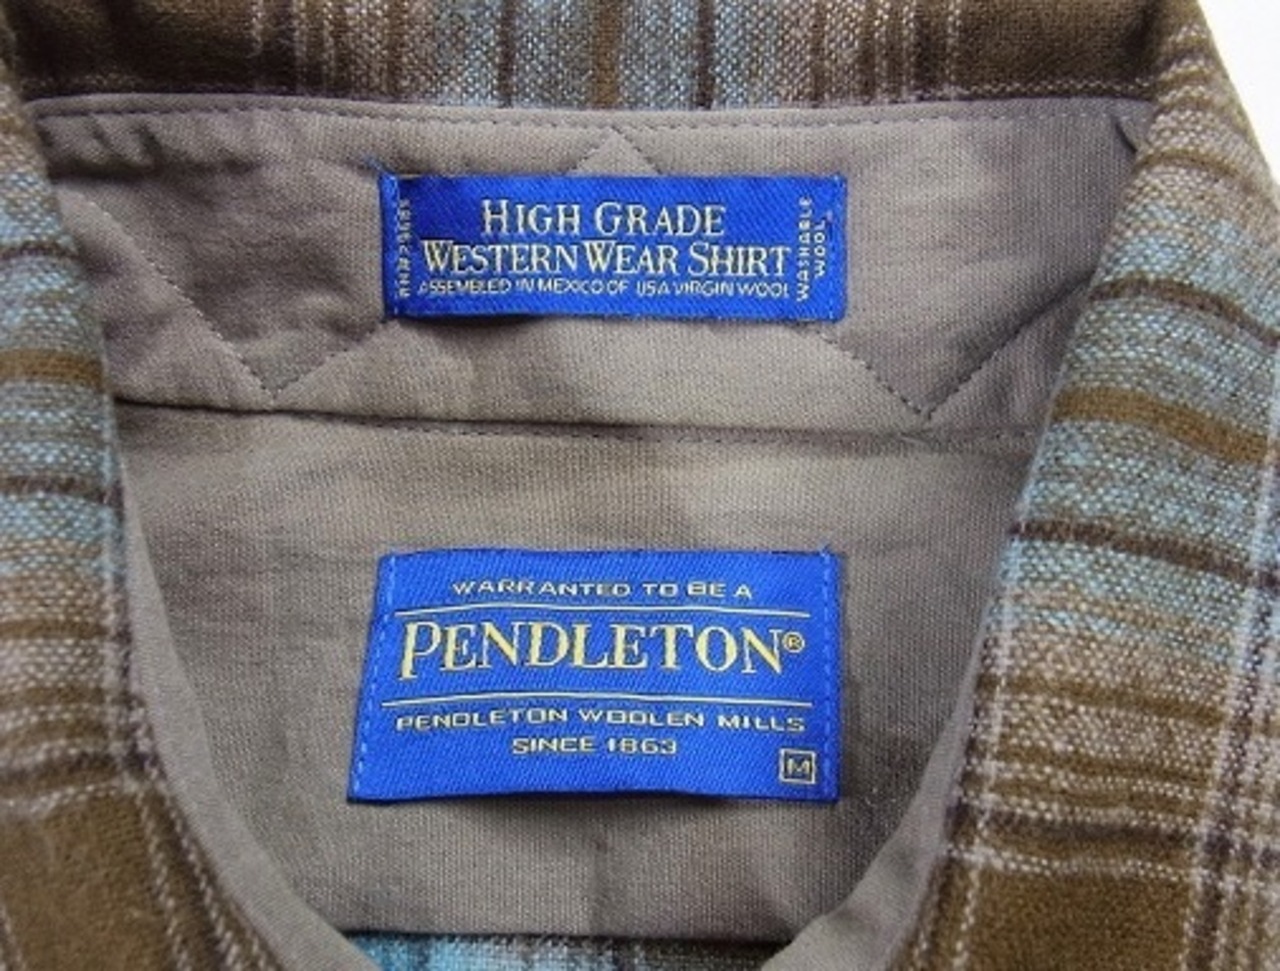 HIGH GRADE
WESTERN WEAR SHIRT
ASSEMBLED IN MEXICO OF USA VIRGIN WOOL
WASHABLE
WOOL
WARRANTED TO BE A
PENDLETON®
PENDLETON WOOLEN MILLS
SINCE 1863
M